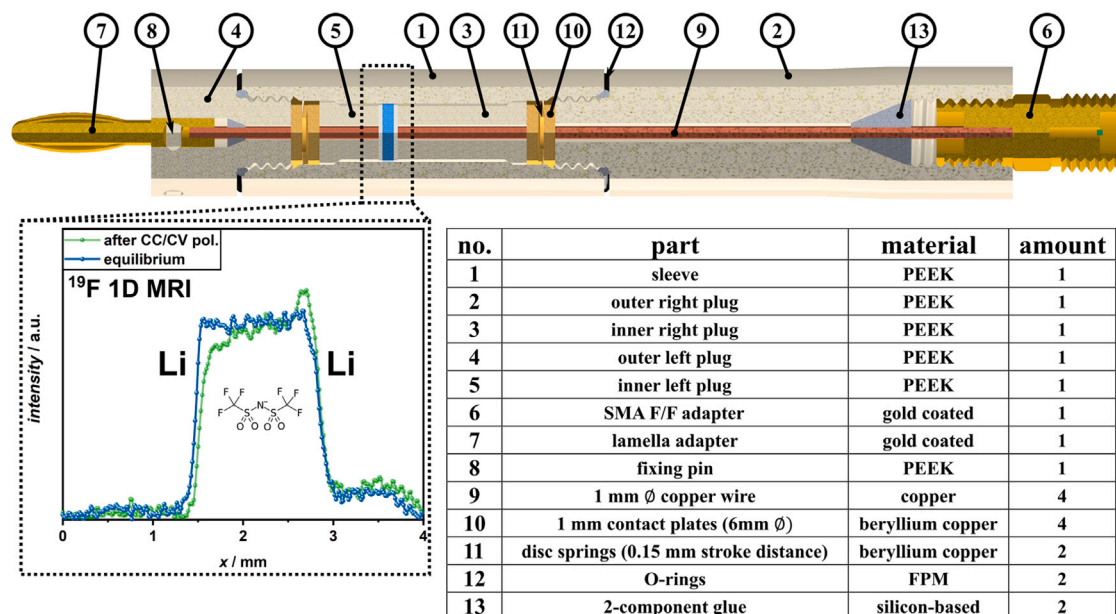 7 8 4 5 1 3 11 10 12 9 2 13 6
after CC/CV pol.
equilibrium
¹⁹F 1D MRI
Li Li
intensity / a.u.
F F F F F F
S N⁻ S
O O O O
0 1 2 3 4
x / mm
no. part material amount
1 sleeve PEEK 1
2 outer right plug PEEK 1
3 inner right plug PEEK 1
4 outer left plug PEEK 1
5 inner left plug PEEK 1
6 SMA F/F adapter gold coated 1
7 lamella adapter gold coated 1
8 fixing pin PEEK 1
9 1 mm Ø copper wire copper 4
10 1 mm contact plates (6mm Ø) beryllium copper 4
11 disc springs (0.15 mm stroke distance) beryllium copper 2
12 O-rings FPM 2
13 2-component glue silicon-based 2